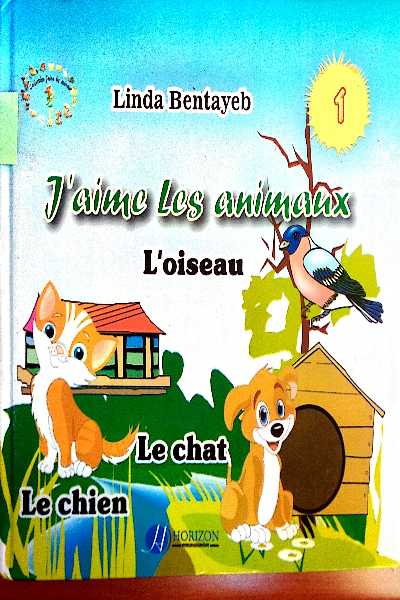 Linda Bentayeb
1
J'aime Les animaux
L'oiseau
Le chat
Le chien
HORIZON